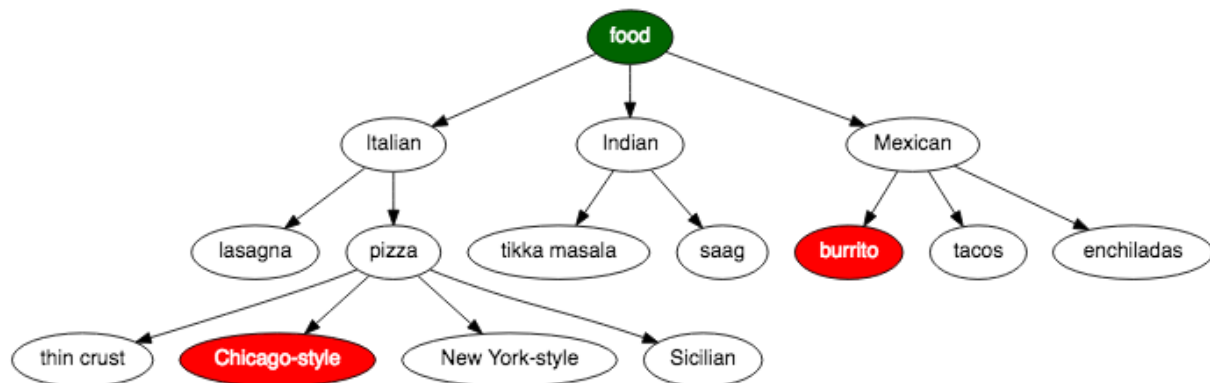 food
Italian Indian Mexican
lasagna pizza tikka masala saag burrito tacos enchiladas
thin crust Chicago-style New York-style Sicilian